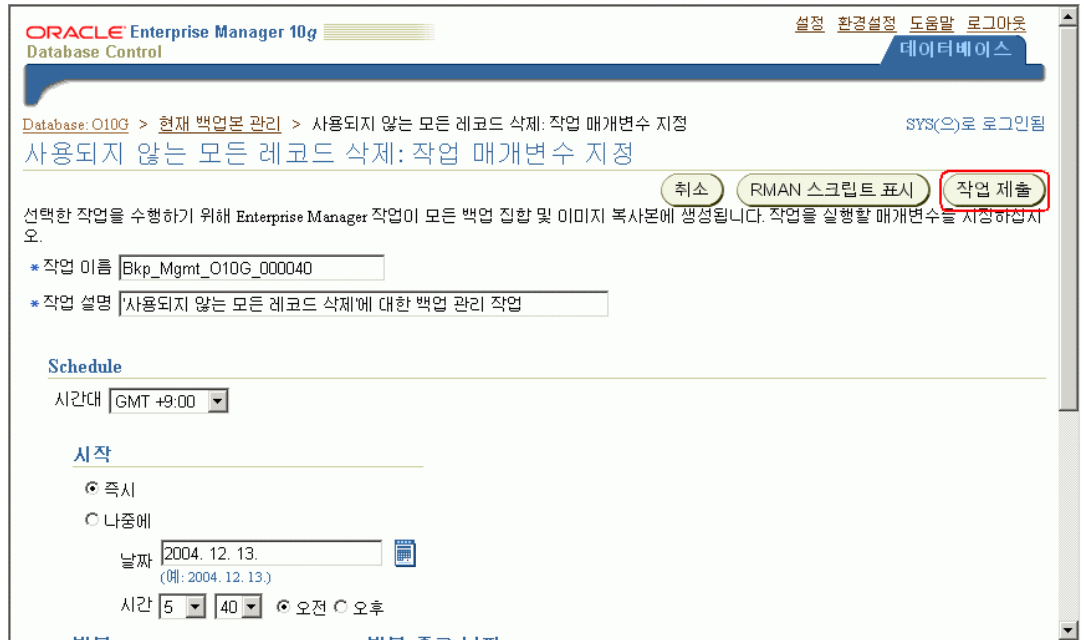 ORACLE Enterprise Manager 10g
Database Control
설정 환경설정 도움말 로그아웃
데이터베이스
Database: O10G > 현재 백업본 관리 > 사용되지 않는 모든 레코드 삭제: 작업 매개변수 지정
SYS(으)로 로그인됨
사용되지 않는 모든 레코드 삭제: 작업 매개변수 지정
취소 RMAN 스크립트 표시 작업 제출
선택한 작업을 수행하기 위해 Enterprise Manager 작업이 모든 백업 집합 및 이미지 복사본에 생성됩니다. 작업을 실행할 매개변수를 지정하십시
오.
* 작업 이름 Bkp_Mgmt_O10G_000040
* 작업 설명 '사용되지 않는 모든 레코드 삭제'에 대한 백업 관리 작업
Schedule
시간대 GMT +9:00
시작
즉시
나중에
날짜 2004. 12. 13.
(예: 2004. 12. 13.)
시간 5 40 오전 오후